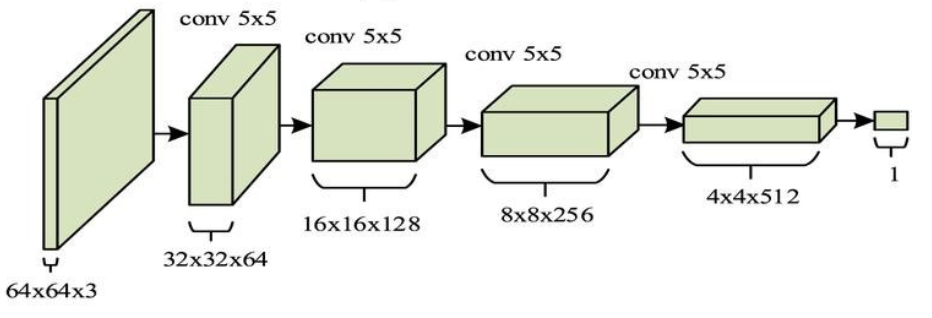 conv 5x5
conv 5x5
conv 5x5
conv 5x5
64x64x3
32x32x64
16x16x128
8x8x256
4x4x512
1